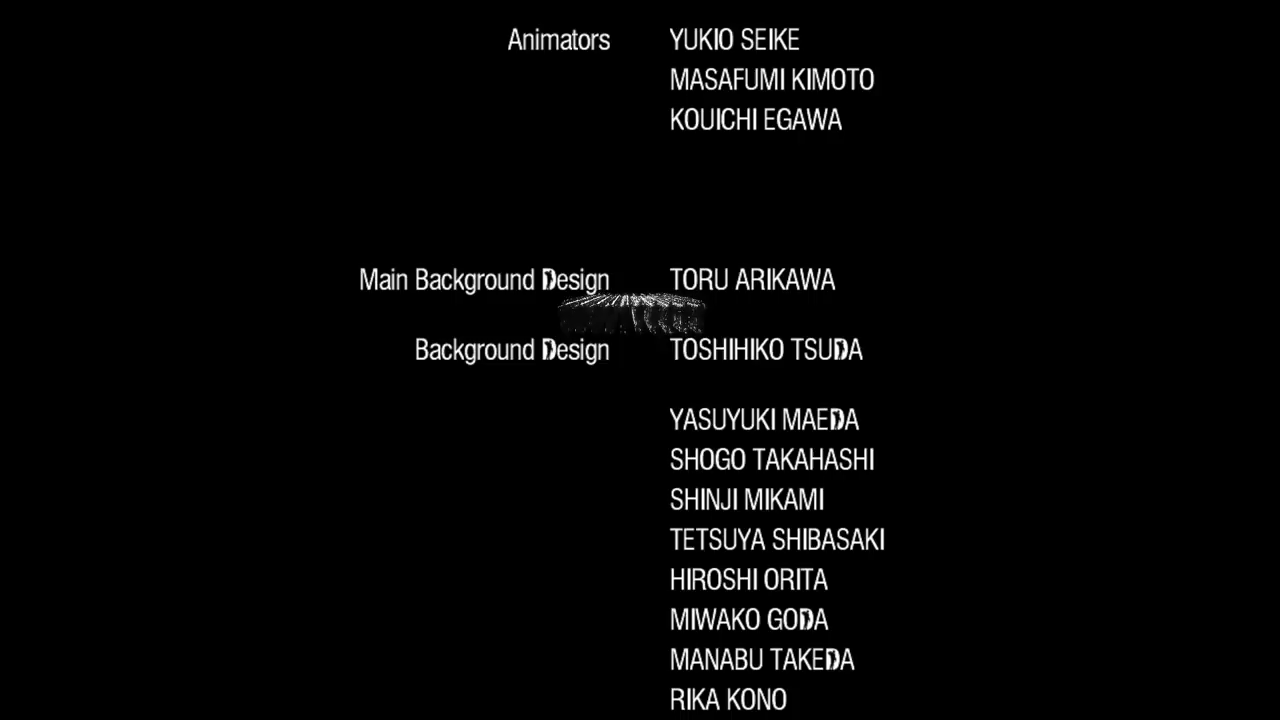 Animators YUKIO SEIKE
MASAFUMI KIMOTO
KOUICHI EGAWA
Main Background Design TORU ARIKAWA
Background Design TOSHIHIKO TSUDA
YASUYUKI MAEDA
SHOGO TAKAHASHI
SHINJI MIKAMI
TETSUYA SHIBASAKI
HIROSHI ORITA
MIWAKO GODA
MANABU TAKEDA
RIKA KONO